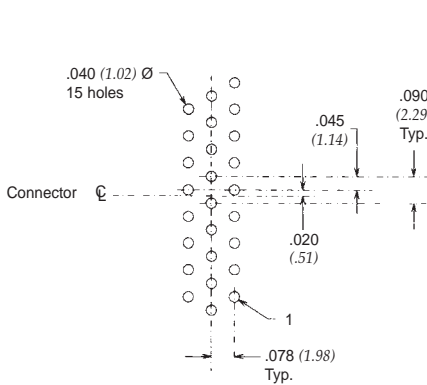 .040 (1.02) Ø
15 holes
.090
(2.29
Typ.
.045
(1.14)
Connector ℄
.020
(.51)
1
.078 (1.98)
Typ.